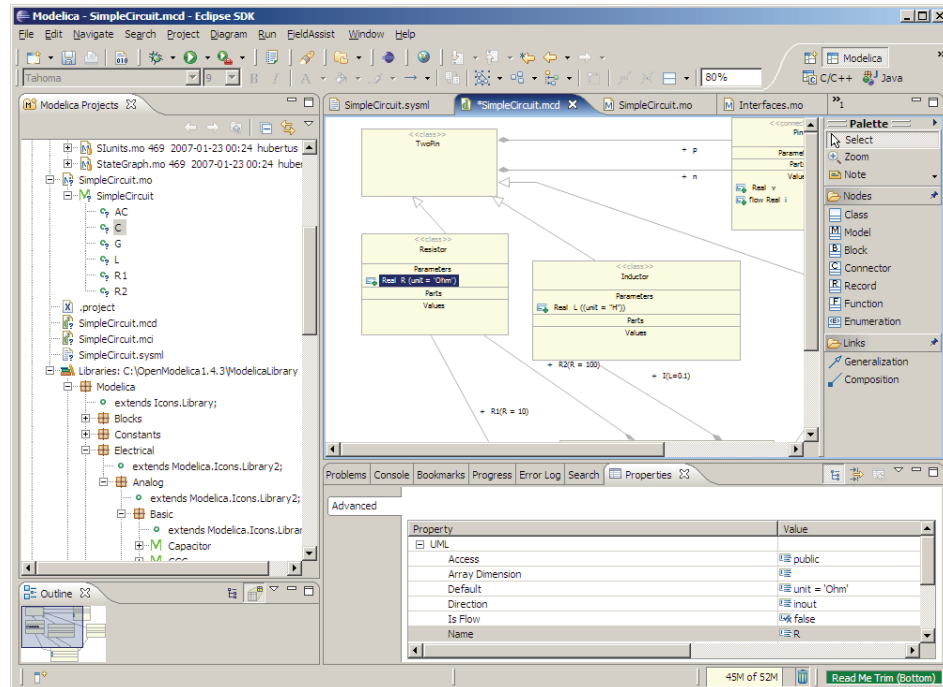 Modelica - SimpleCircuit.mcd - Eclipse SDK
File Edit Navigate Search Project Diagram Run FieldAssist Window Help
Tahoma 9 B I A 80%
Modelica
C/C++ Java
Modelica Projects
SIunits.mo 469 2007-01-23 00:24 hubertus
StateGraph.mo 469 2007-01-23 00:24 huber
SimpleCircuit.mo
SimpleCircuit
AC
C
G
L
R1
R2
.project
SimpleCircuit.mcd
SimpleCircuit.mci
SimpleCircuit.sysml
Libraries: C:\OpenModelica1.4.3\ModelicaLibrary
Modelica
extends Icons.Library;
Blocks
Constants
Electrical
extends Modelica.Icons.Library2;
Analog
extends Modelica.Icons.Library2;
Basic
extends Modelica.Icons.Librar
Capacitor
Outline
SimpleCircuit.sysml *SimpleCircuit.mcd SimpleCircuit.mo Interfaces.mo »1
<<class>>
TwoPin
+ p
+ n
<<connec
Pin
Paramet
Part
Value
Real v
flow Real i
<<class>>
Resistor
Parameters
Real R (unit = 'Ohm')
Parts
Values
<<class>>
Inductor
Parameters
Real L ((unit = "H"))
Parts
Values
+ R2(R = 100)
+ I(L=0.1)
+ R1(R = 10)
Palette
Select
Zoom
Note
Nodes
Class
Model
Block
Connector
Record
Function
Enumeration
Links
Generalization
Composition
Problems Console Bookmarks Progress Error Log Search Properties
Advanced
Property Value
UML
Access public
Array Dimension
Default unit = 'Ohm'
Direction inout
Is Flow false
Name R
45M of 52M Read Me Trim (Bottom)